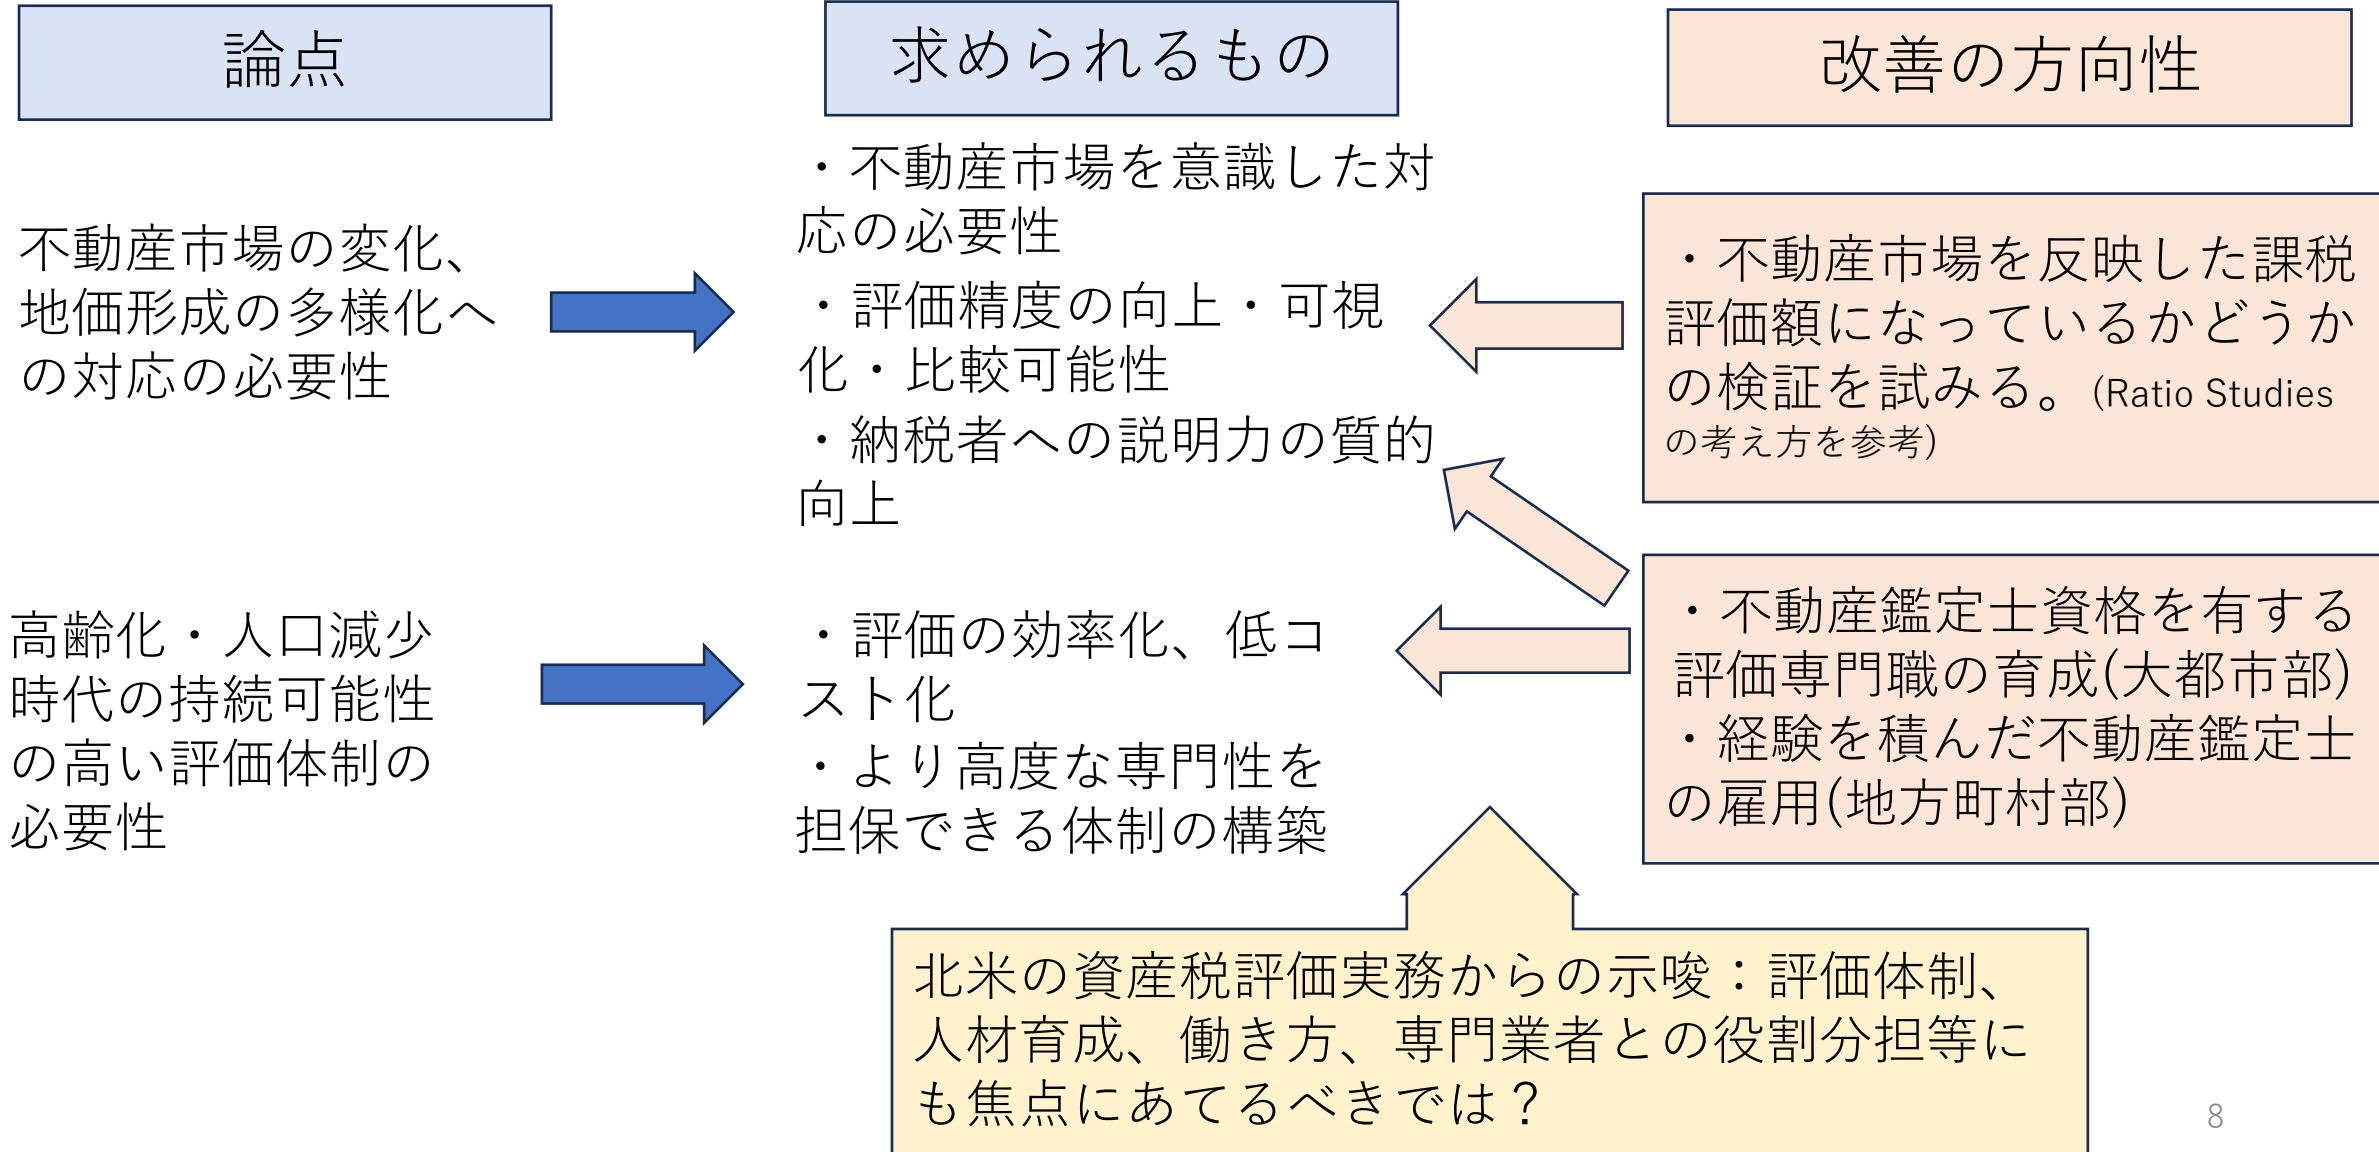 論点
不動産市場の変化、
地価形成の多様化へ
の対応の必要性
高齢化・人口減少
時代の持続可能性
の高い評価体制の
必要性
求められるもの
・不動産市場を意識した対
応の必要性
・評価精度の向上・可視
化・比較可能性
・納税者への説明力の質的
向上
・評価の効率化、低コ
スト化
・より高度な専門性を
担保できる体制の構築
改善の方向性
・不動産市場を反映した課税
評価額になっているかどうか
の検証を試みる。(Ratio Studies
の考え方を参考)
・不動産鑑定士資格を有する
評価専門職の育成(大都市部)
・経験を積んだ不動産鑑定士
の雇用(地方町村部)
北米の資産税評価実務からの示唆：評価体制、
人材育成、働き方、専門業者との役割分担等に
も焦点にあてるべきでは？
8